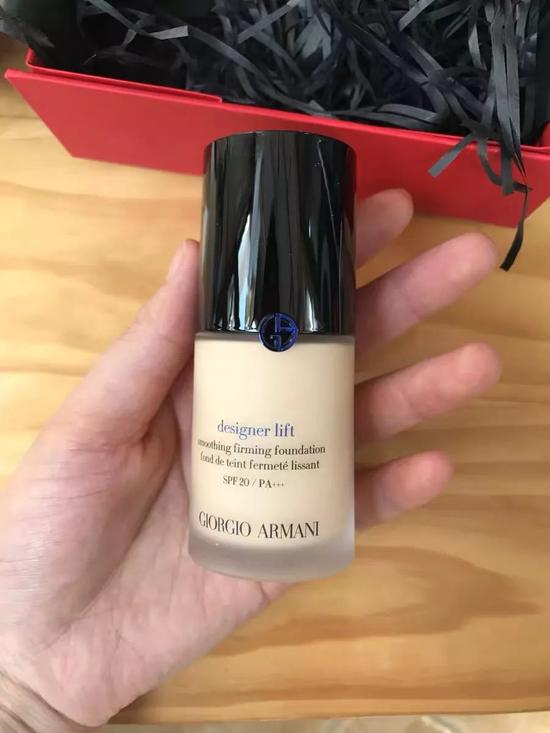 designer lift
smoothing firming foundation
fond de teint fermeté lissant
SPF 20 / PA+++
GIORGIO ARMANI